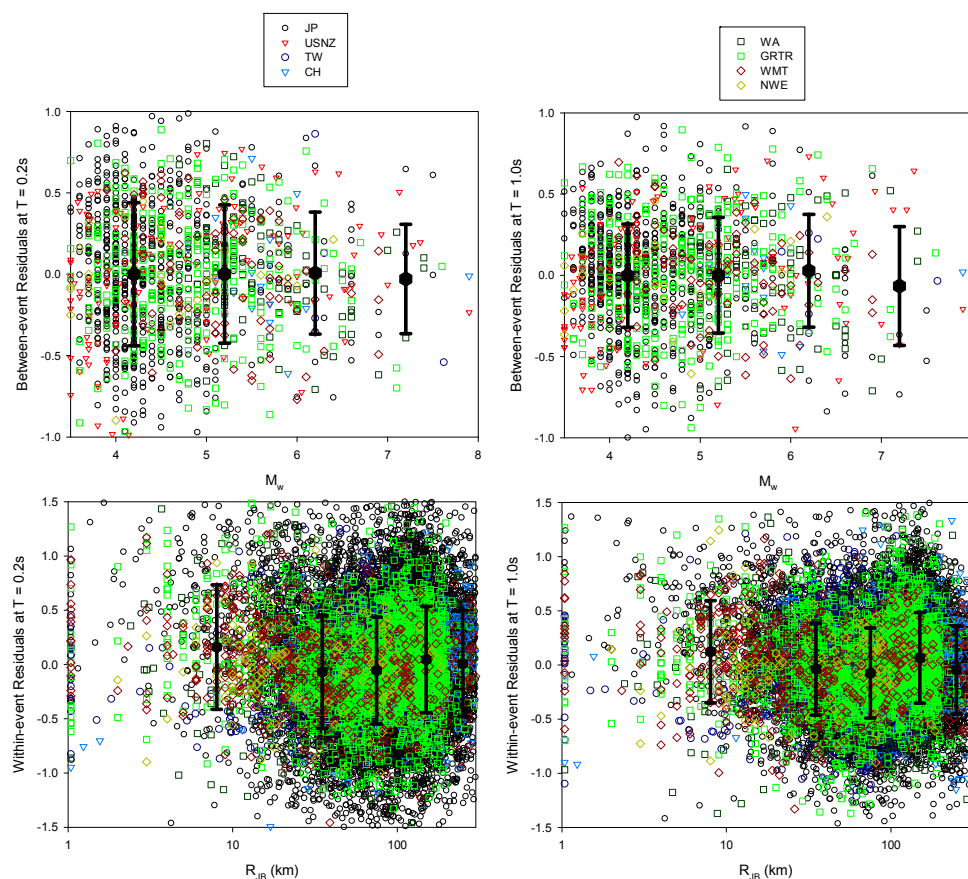 JP
USNZ
TW
CH
WA
GRTR
WMT
NWE
Between-event Residuals at T = 0.2s
1.0
0.5
0.0
-0.5
-1.0
4
5
6
7
8
M_w
Between-event Residuals at T = 1.0s
1.0
0.5
0.0
-0.5
-1.0
4
5
6
7
M_w
Within-event Residuals at T = 0.2s
1.5
1.0
0.5
0.0
-0.5
-1.0
-1.5
1
10
100
R_JB (km)
Within-event Residuals at T = 1.0s
1.5
1.0
0.5
0.0
-0.5
-1.0
-1.5
1
10
100
R_JB (km)